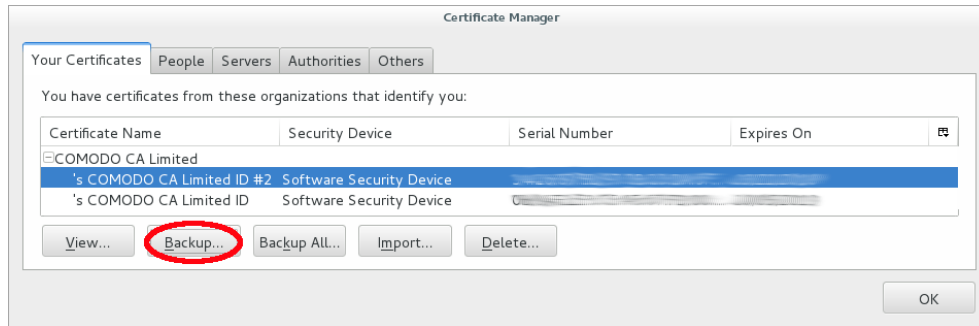 Certificate Manager
Your Certificates People Servers Authorities Others
You have certificates from these organizations that identify you:
Certificate Name Security Device Serial Number Expires On
COMODO CA Limited
's COMODO CA Limited ID #2 Software Security Device
's COMODO CA Limited ID Software Security Device
View... Backup... Backup All... Import... Delete...
OK